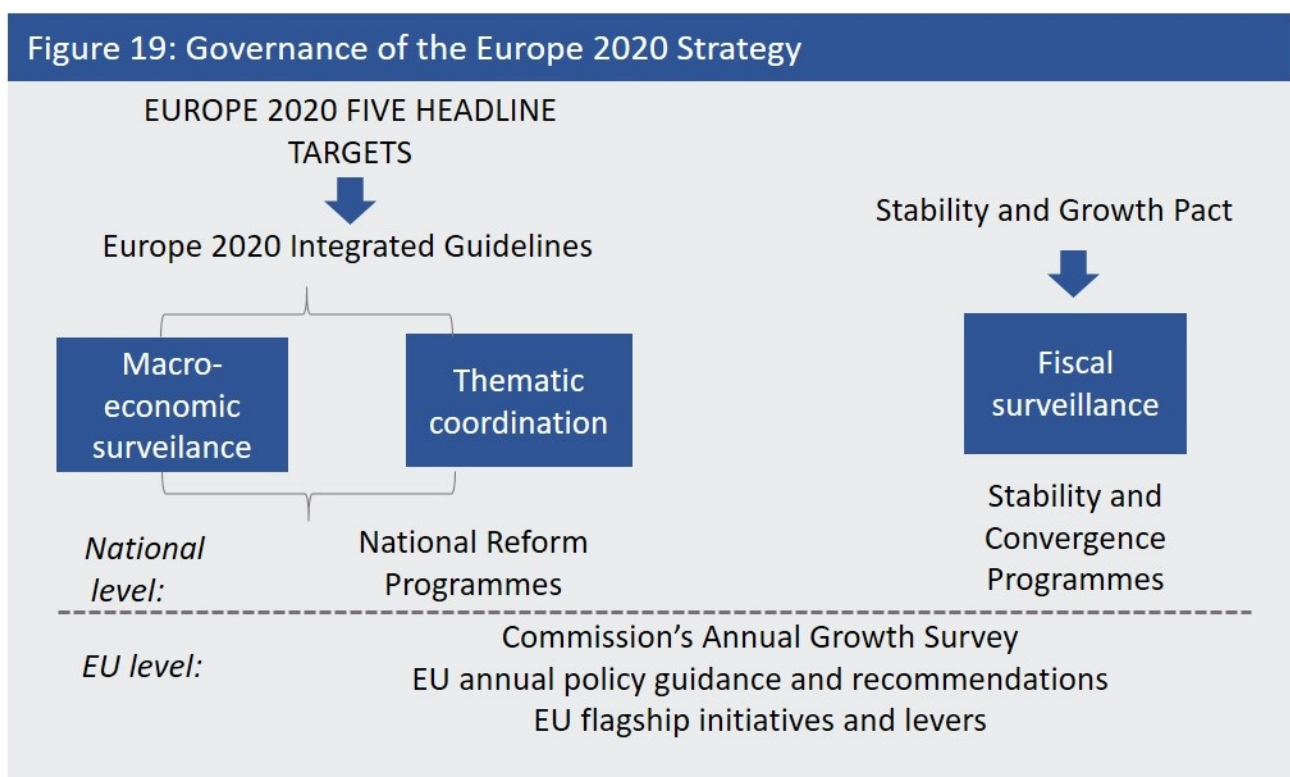 Figure 19: Governance of the Europe 2020 Strategy
EUROPE 2020 FIVE HEADLINE
TARGETS
Europe 2020 Integrated Guidelines
Macro-
economic
surveilance
Thematic
coordination
National
level:
National Reform
Programmes
Stability and Growth Pact
Fiscal
surveillance
Stability and
Convergence
Programmes
EU level:
Commission’s Annual Growth Survey
EU annual policy guidance and recommendations
EU flagship initiatives and levers